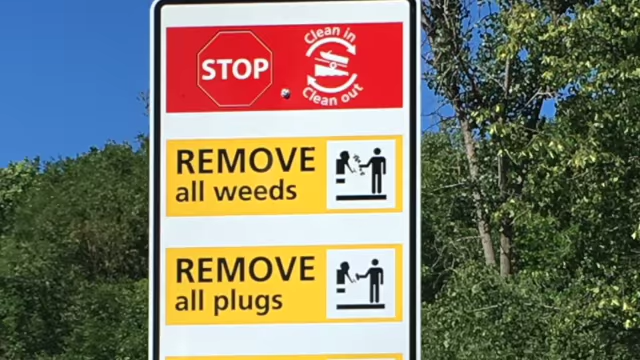 STOP
Clean in
Clean out
REMOVE
all weeds
REMOVE
all plugs